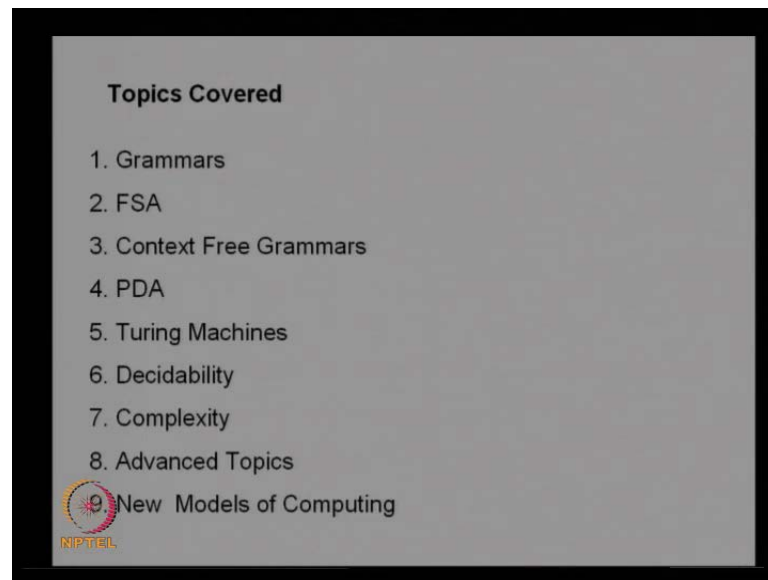 Topics Covered
1. Grammars
2. FSA
3. Context Free Grammars
4. PDA
5. Turing Machines
6. Decidability
7. Complexity
8. Advanced Topics
9. New Models of Computing
NPTEL